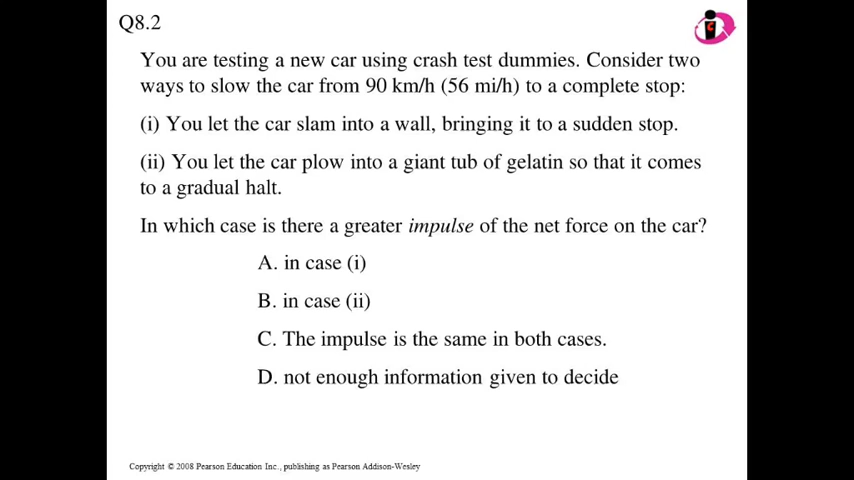 Q8.2
You are testing a new car using crash test dummies. Consider two
ways to slow the car from 90 km/h (56 mi/h) to a complete stop:
(i) You let the car slam into a wall, bringing it to a sudden stop.
(ii) You let the car plow into a giant tub of gelatin so that it comes
to a gradual halt.
In which case is there a greater impulse of the net force on the car?
A. in case (i)
B. in case (ii)
C. The impulse is the same in both cases.
D. not enough information given to decide
Copyright © 2008 Pearson Education Inc., publishing as Pearson Addison-Wesley